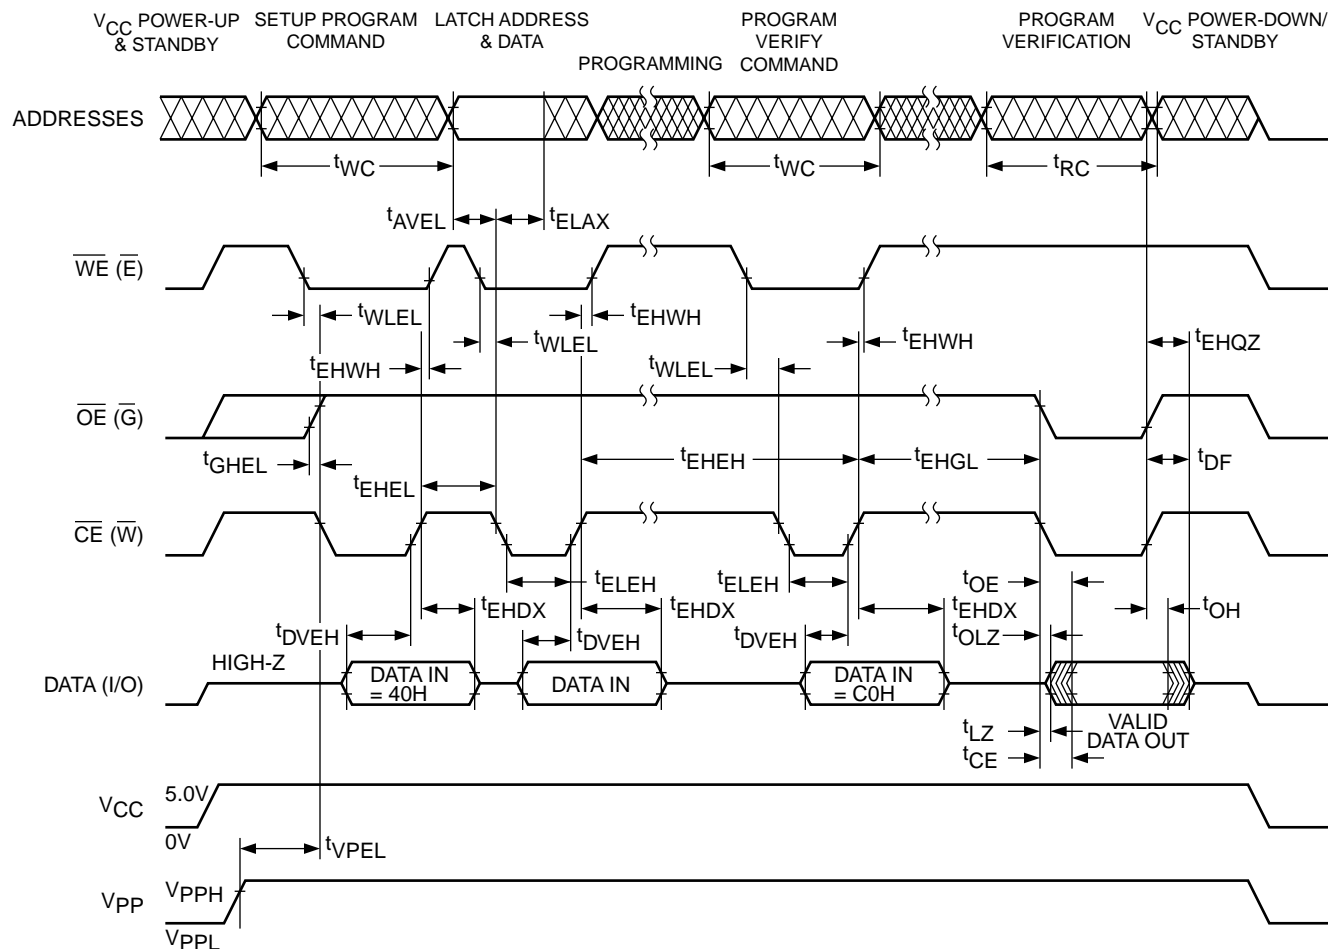 VCC POWER-UP
& STANDBY
SETUP PROGRAM
COMMAND
LATCH ADDRESS
& DATA
PROGRAMMING
PROGRAM
VERIFY
COMMAND
PROGRAM
VERIFICATION
VCC POWER-DOWN/
STANDBY
ADDRESSES
tWC
tWC
tRC
tAVEL
tELAX
WE (E)
tWLEL
tEHWH
tWLEL
tEHWH
tEHWH
tWLEL
tEHQZ
OE (G)
tGHEL
tEHEH
tEHGL
tDF
tEHEL
CE (W)
tELEH
tELEH
tOE
tEHDX
tEHDX
tEHDX
tOH
tDVEH
tDVEH
tDVEH
tOLZ
HIGH-Z
DATA (I/O)
DATA IN
= 40H
DATA IN
DATA IN
= C0H
tLZ
VALID
DATA OUT
tCE
VCC
5.0V
0V
tVPEL
VPP
VPPH
VPPL